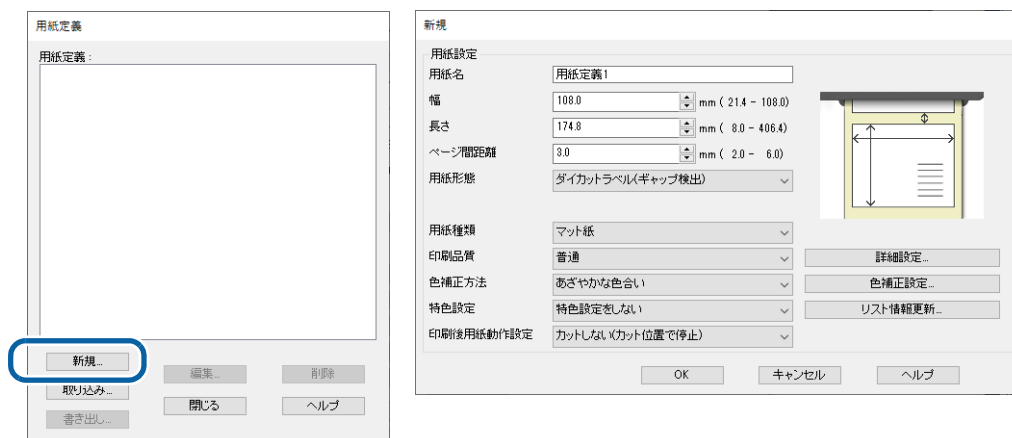 用紙定義
用紙定義:
新規...
編集...
削除
取り込み...
閉じる
ヘルプ
書き出し...
新規
用紙設定
用紙名
用紙定義1
幅
108.0
mm ( 21.4 - 108.0)
長さ
174.8
mm ( 8.0 - 406.4)
ページ間距離
3.0
mm ( 2.0 - 6.0)
用紙形態
ダイカットラベル(ギャップ検出)
用紙種類
マット紙
印刷品質
普通
詳細設定...
色補正方法
あざやかな色合い
色補正設定...
特色設定
特色設定をしない
リスト情報更新...
印刷後用紙動作設定
カットしない(カット位置で停止)
OK
キャンセル
ヘルプ